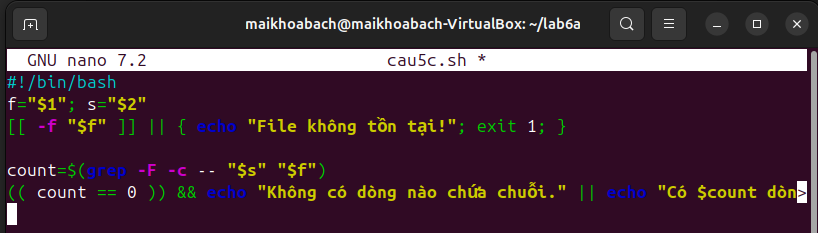 maikhoabach@maikhoabach-VirtualBox: ~/lab6a
GNU nano 7.2 cau5c.sh *
#!/bin/bash
f="$1"; s="$2"
[[ -f "$f" ]] || { echo "File không tồn tại!"; exit 1; }
count=$(grep -F -c -- "$s" "$f")
(( count == 0 )) && echo "Không có dòng nào chứa chuỗi." || echo "Có $count dòn>